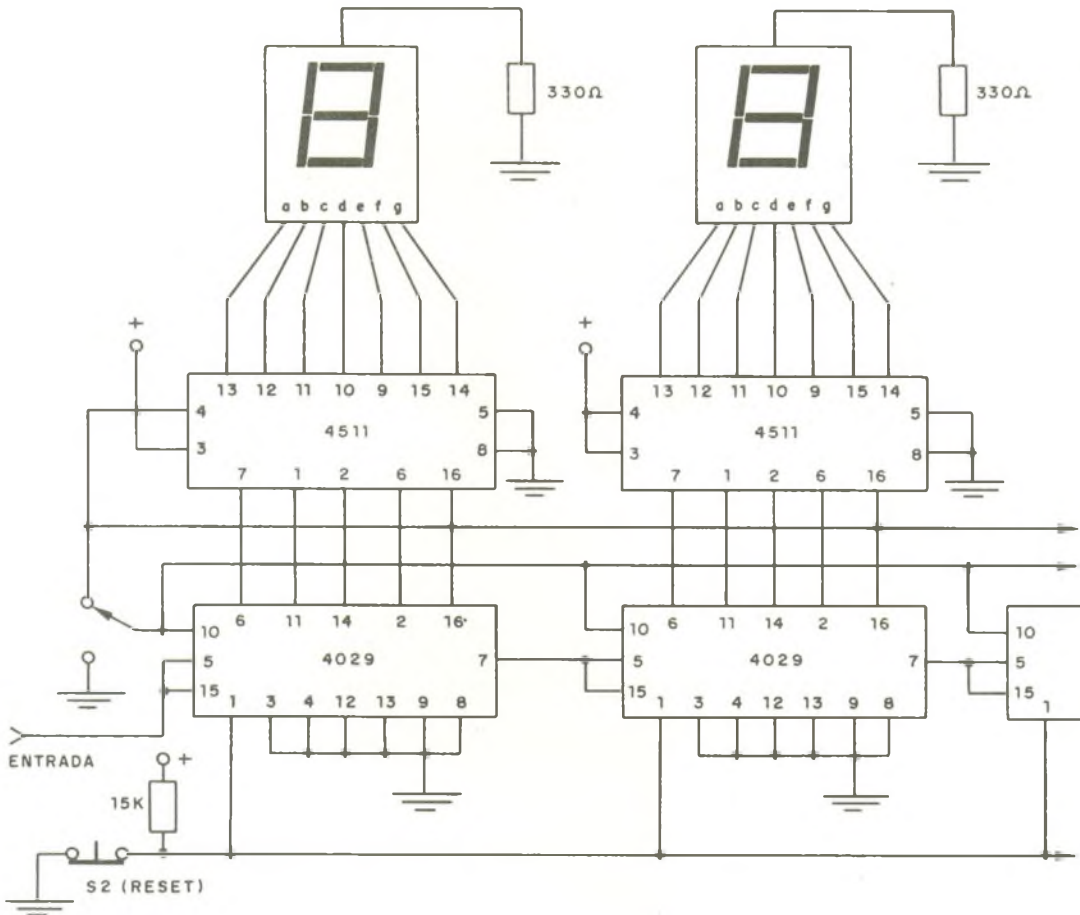 330Ω 330Ω
a b c d e f g a b c d e f g
+ +
13 12 11 10 9 15 14 13 12 11 10 9 15 14
4 5 4 5
4511 4511
3 8 3 8
7 1 2 6 16 7 1 2 6 16
6 11 14 2 16 6 11 14 2 16
10 10 10
5 4029 7 5 4029 7 5
15 15 15
1 3 4 12 13 9 8 1 3 4 12 13 9 8 1
ENTRADA
+
15K
S2 (RESET)